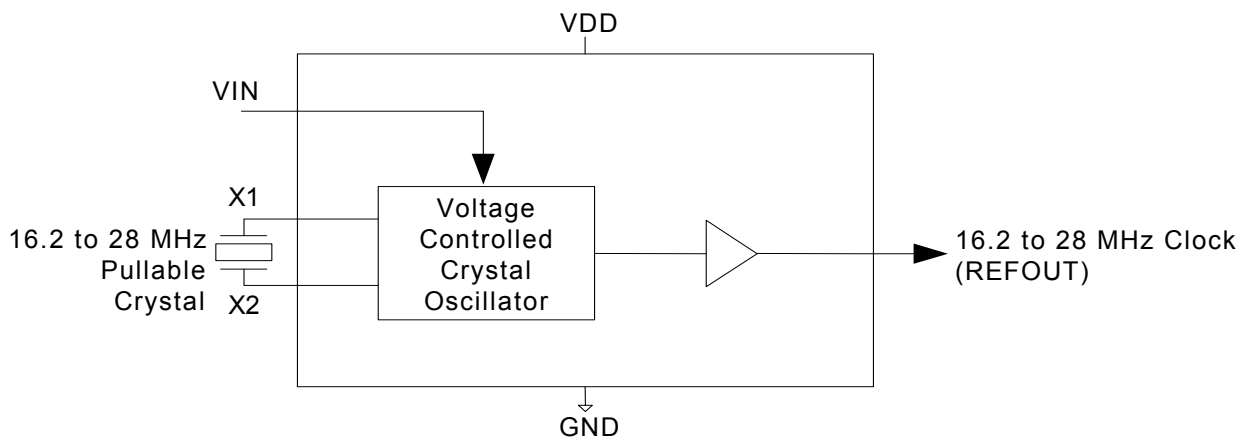 VDD
VIN
X1
16.2 to 28 MHz
Pullable
Crystal
X2
Voltage
Controlled
Crystal
Oscillator
16.2 to 28 MHz Clock
(REFOUT)
GND